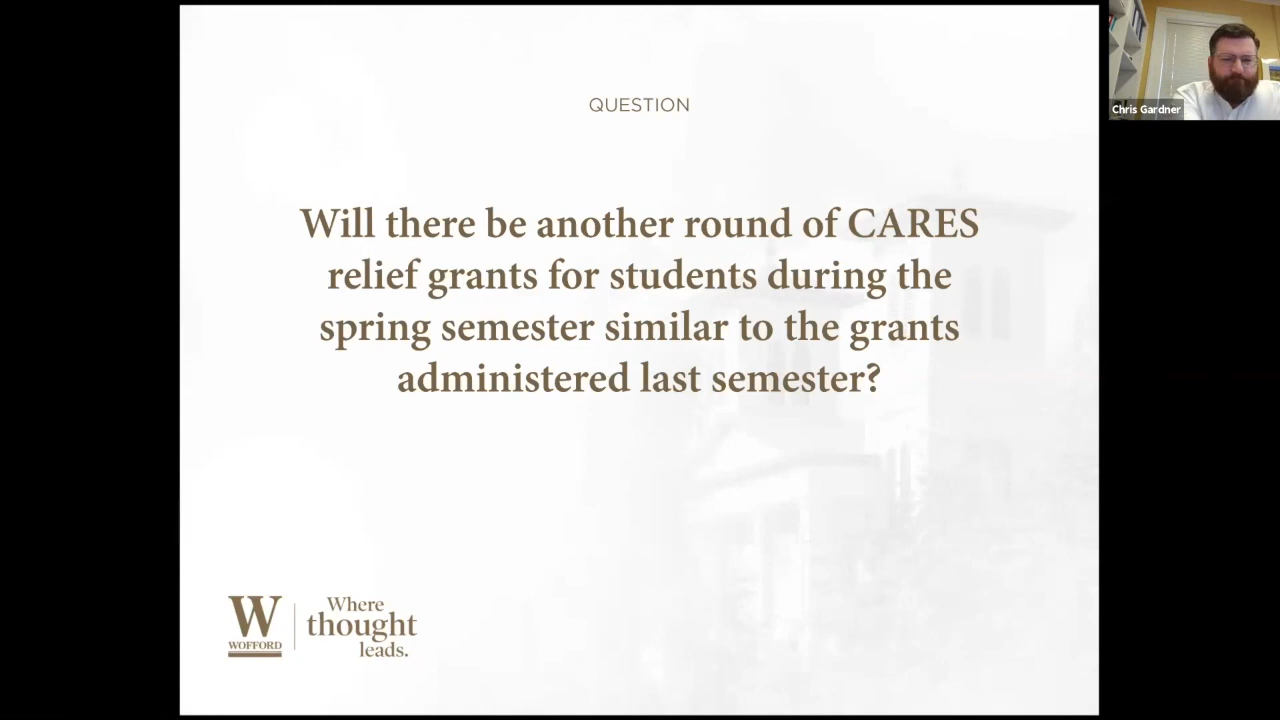 QUESTION
Will there be another round of CARES
relief grants for students during the
spring semester similar to the grants
administered last semester?
W
WOFFORD
Where
thought
leads.
Chris Gardner